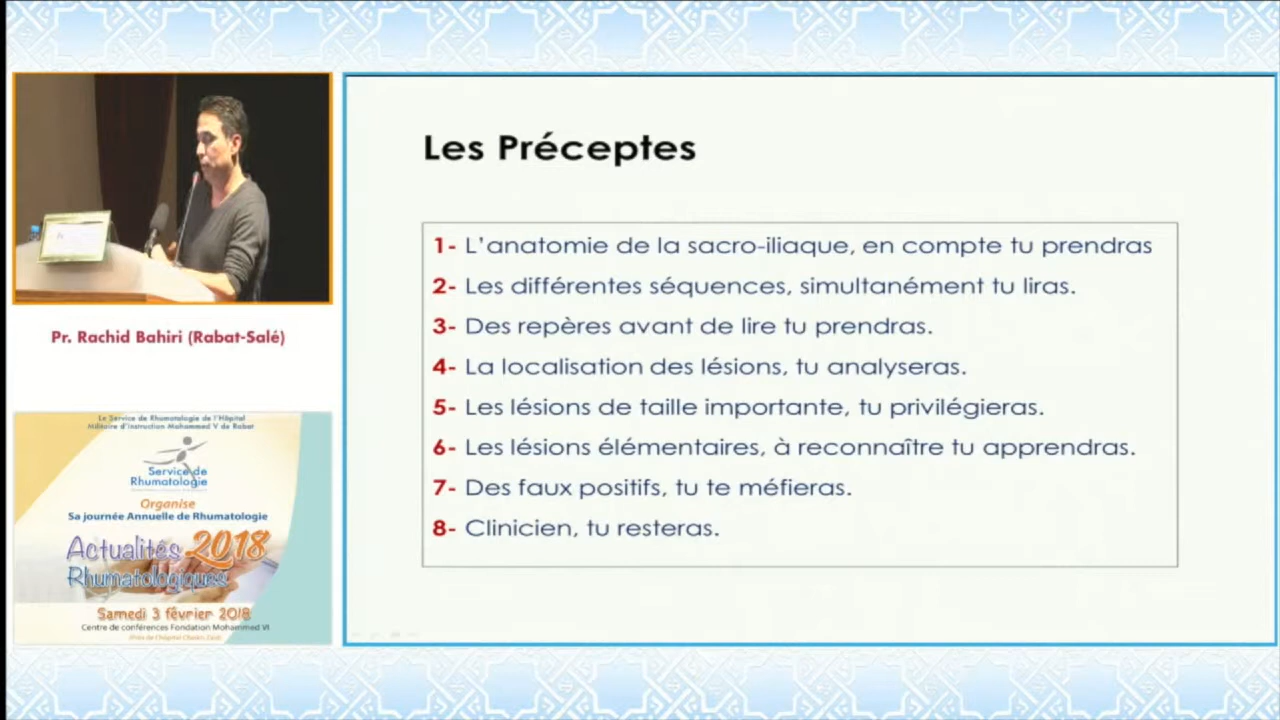 Les Préceptes
1- L'anatomie de la sacro-iliaque, en compte tu prendras
2- Les différentes séquences, simultanément tu liras.
3- Des repères avant de lire tu prendras.
4- La localisation des lésions, tu analyseras.
5- Les lésions de taille importante, tu privilégieras.
6- Les lésions élémentaires, à reconnaître tu apprendras.
7- Des faux positifs, tu te méfieras.
8- Clinicien, tu resteras.
Pr. Rachid Bahiri (Rabat-Salé)
Le Service de Rhumatologie de l'Hôpital
Militaire d'instruction Mohammed V de Rabat
Service de
Rhumatologie
Organise
Sa journée Annuelle de Rhumatologie
Actualités 2018
Rhumatologiques
Samedi 3 février 2018
Centre de conférences Fondation Mohammed VI